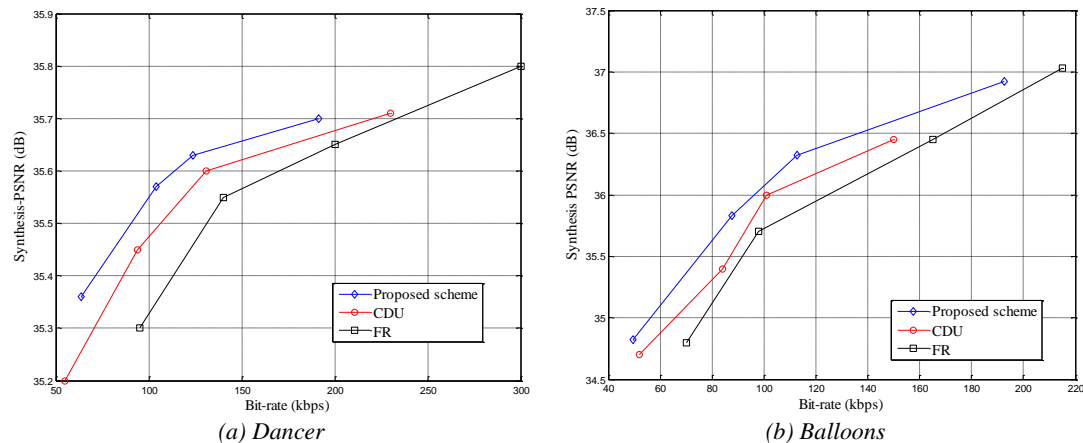 35.9
35.8
35.7
35.6
35.5
35.4
35.3
35.2
Synthesis-PSNR (dB)
50
100
150
200
250
300
Bit-rate (kbps)
Proposed scheme
CDU
FR
(a) Dancer
37.5
37
36.5
36
35.5
35
34.5
Synthesis PSNR (dB)
40
60
80
100
120
140
160
180
200
220
Bit-rate (kbps)
Proposed scheme
CDU
FR
(b) Balloons